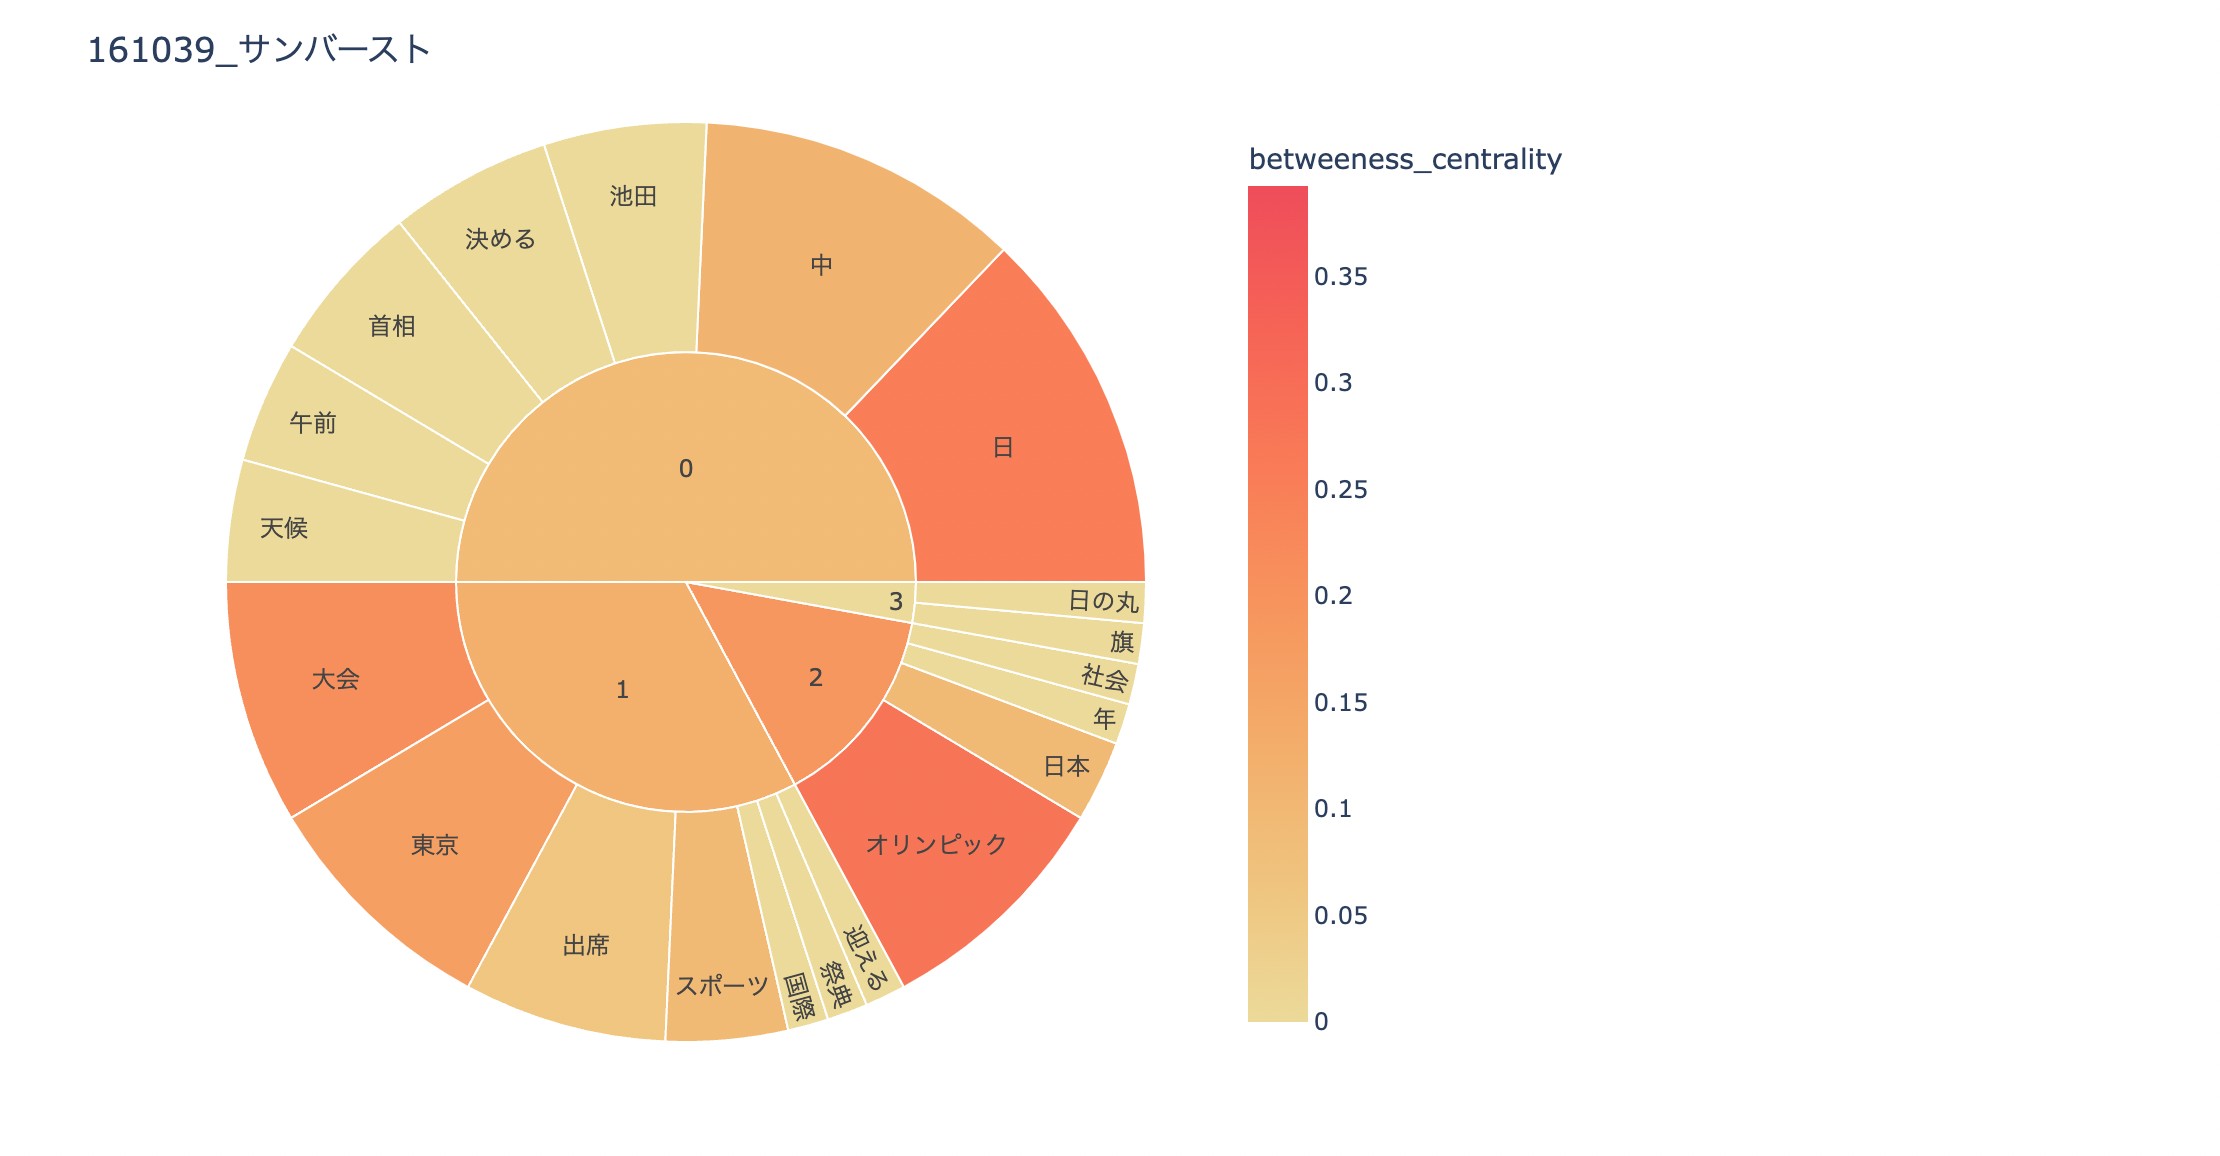 161039_サンバースト
betweeness_centrality
池田
中
決める
首相
午前
日
天候
0
3
日の丸
旗
社会
年
日本
2
1
大会
東京
オリンピック
出席
スポーツ
国際
祭典
迎える
0.35
0.3
0.25
0.2
0.15
0.1
0.05
0